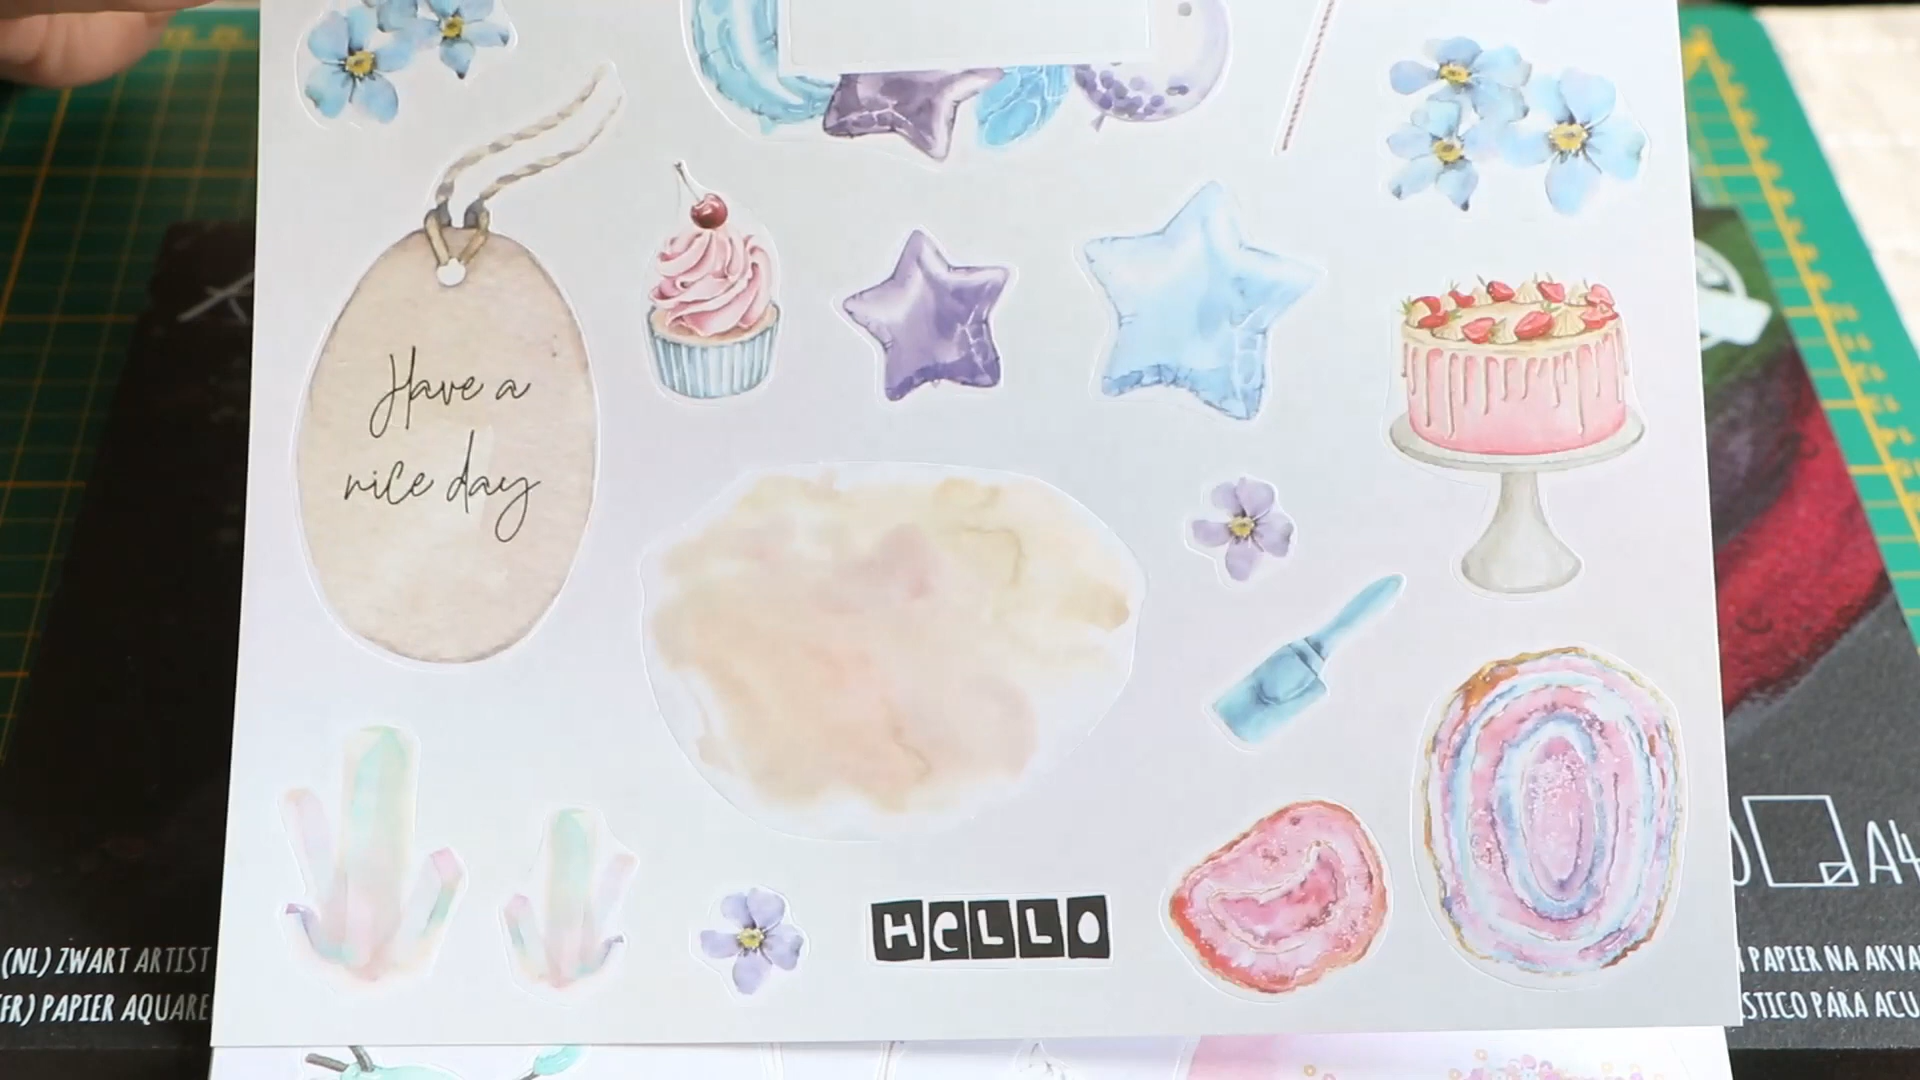 Have a
nice day
HELLO
A4
(NL) ZWART ARTIST
(FR) PAPIER AQUARE
PAPIER NA AKVA
STICO PARA ACU